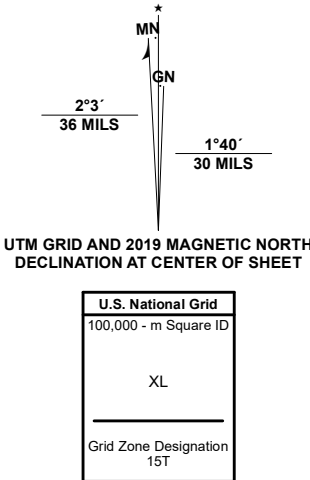 ★
MN
GN
2°3´
36 MILS
1°40´
30 MILS
UTM GRID AND 2019 MAGNETIC NORTH
DECLINATION AT CENTER OF SHEET
U.S. National Grid
100,000 - m Square ID
XL
Grid Zone Designation
15T